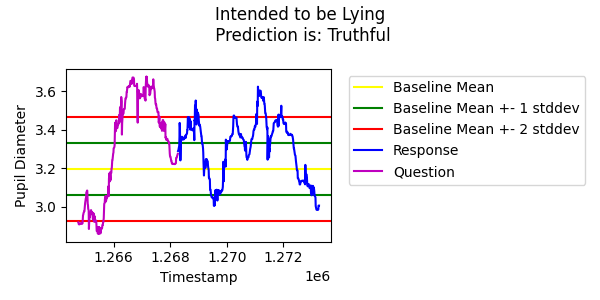 Intended to be Lying
Prediction is: Truthful
Pupil Diameter
3.6
3.4
3.2
3.0
1.266
1.268
1.270
1.272
1e6
Timestamp
Baseline Mean
Baseline Mean +- 1 stddev
Baseline Mean +- 2 stddev
Response
Question